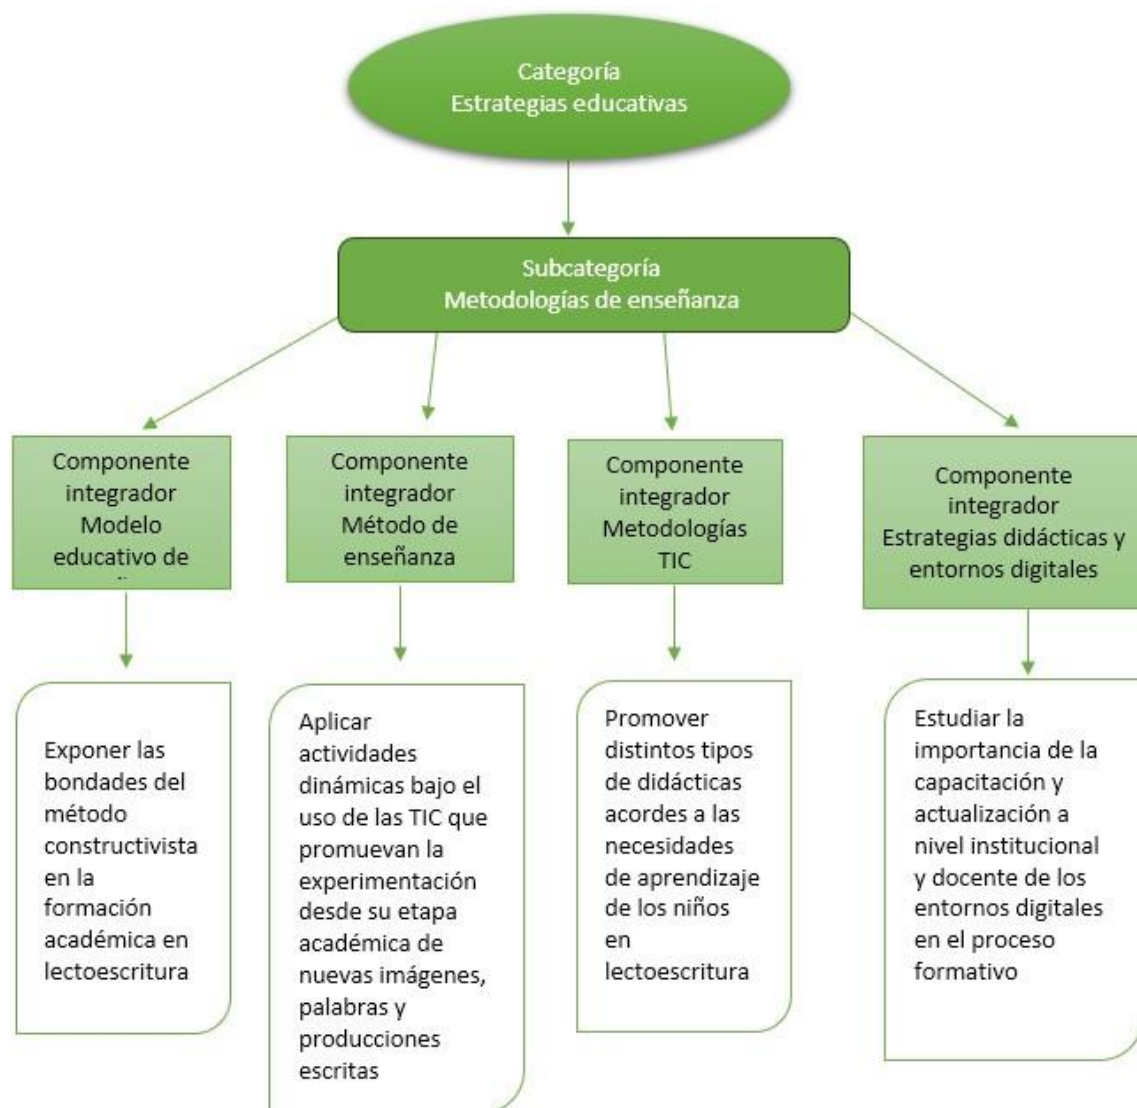 Categoría
Estrategias educativas
Subcategoría
Metodologías de enseñanza
Componente
integrador
Modelo
educativo de
Componente
integrador
Método de
enseñanza
Componente
integrador
Metodologías
TIC
Componente
integrador
Estrategias didácticas y
entornos digitales
Exponer las
bondades del
método
constructivista
en la
formación
académica en
lectoescritura
Aplicar
actividades
dinámicas bajo el
uso de las TIC que
promuevan la
experimentación
desde su etapa
académica de
nuevas imágenes,
palabras y
producciones
escritas
Promover
distintos tipos
de didácticas
acordes a las
necesidades
de aprendizaje
de los niños
en
lectoescritura
Estudiar la
importancia de la
capacitación y
actualización a
nivel institucional
y docente de los
entornos digitales
en el proceso
formativo